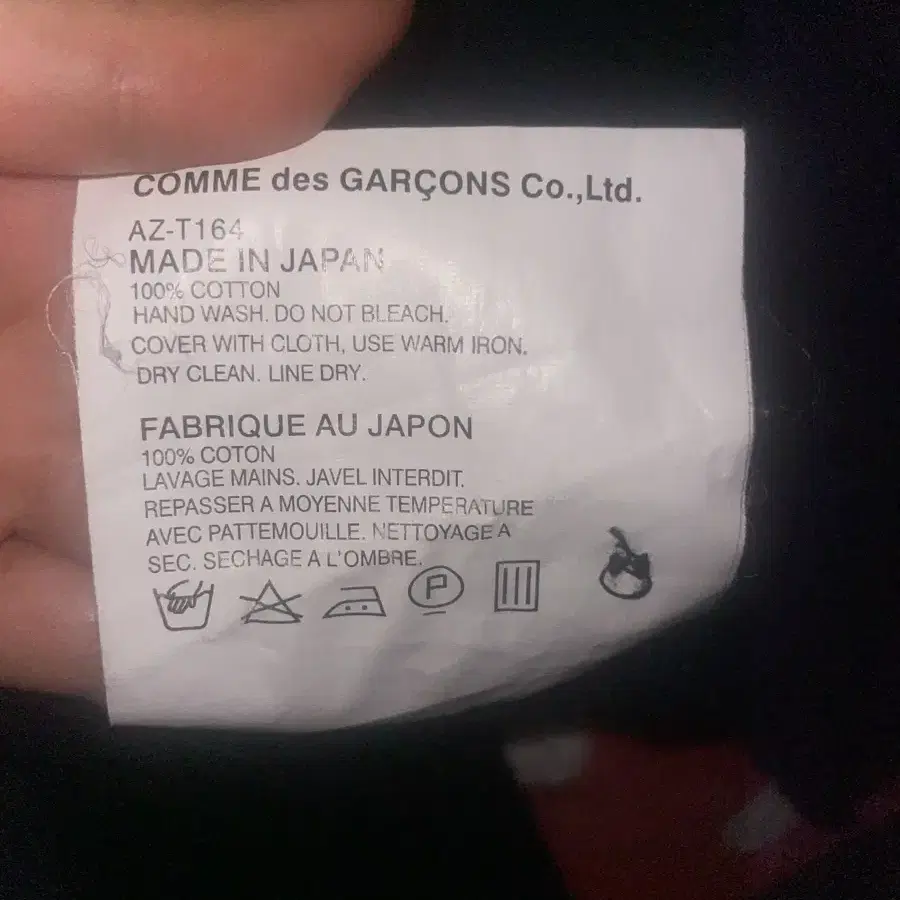 COMME des GARÇONS Co.,Ltd.
AZ-T164
MADE IN JAPAN
100% COTTON
HAND WASH. DO NOT BLEACH.
COVER WITH CLOTH, USE WARM IRON.
DRY CLEAN. LINE DRY.
FABRIQUE AU JAPON
100% COTON
LAVAGE MAINS. JAVEL INTERDIT.
REPASSER A MOYENNE TEMPERATURE
AVEC PATTEMOUILLE. NETTOYAGE A
SEC. SECHAGE A L'OMBRE.
P